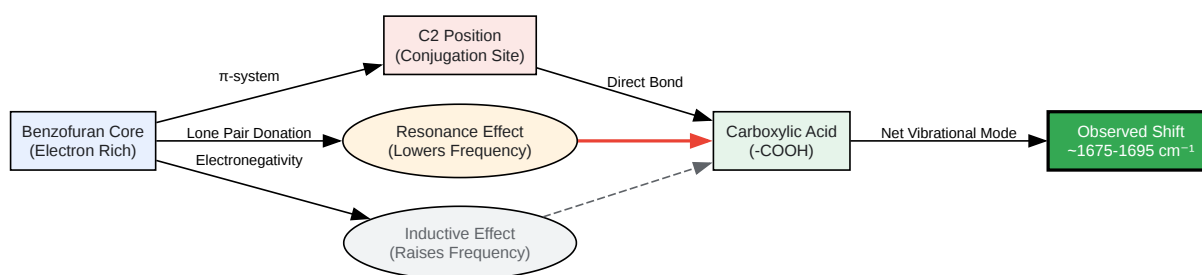 C2 Position
(Conjugation Site)
π-system
Direct Bond
Benzofuran Core
(Electron Rich)
Lone Pair Donation
Resonance Effect
(Lowers Frequency)
Carboxylic Acid
(-COOH)
Net Vibrational Mode
Observed Shift
~1675-1695 cm⁻¹
Electronegativity
Inductive Effect
(Raises Frequency)